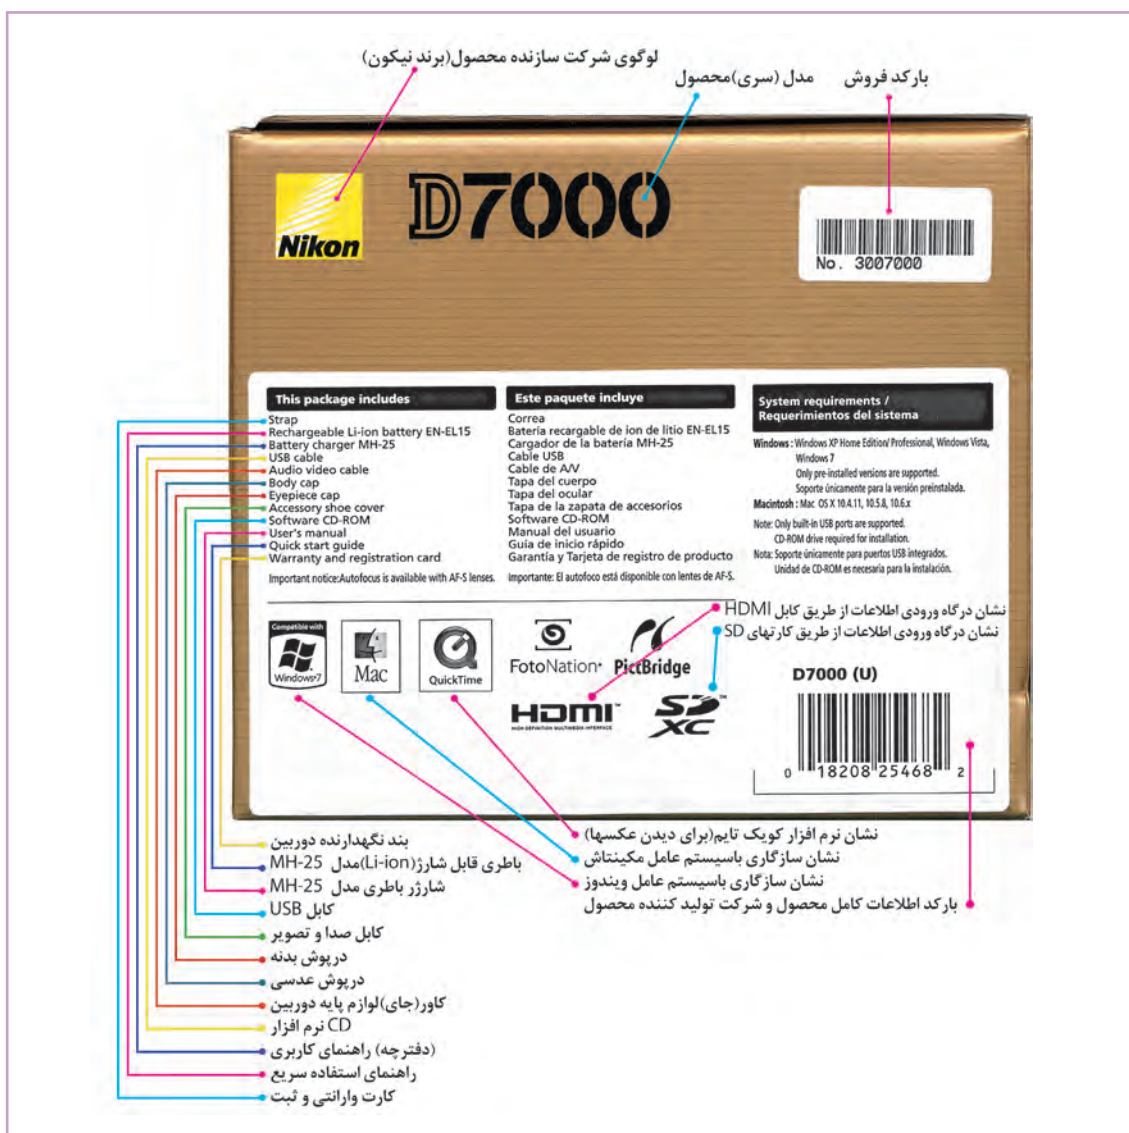 لوگوی شرکت سازنده محصول(برند نیکون)
مدل (سری)محصول
بارکد فروش
Nikon
D7000
No. 3007000
This package includes
Strap
Rechargeable Li-ion battery EN-EL15
Battery charger MH-25
USB cable
Audio video cable
Body cap
Eyepiece cap
Accessory shoe cover
Software CD-ROM
User's manual
Quick start guide
Warranty and registration card
Important notice:Autofocus is available with AF-S lenses.
Este paquete incluye
Correa
Batería recargable de ion de litio EN-EL15
Cargador de la batería MH-25
Cable USB
Cable de A/V
Tapa del cuerpo
Tapa del ocular
Tapa de la zapata de accesorios
Software CD-ROM
Manual del usuario
Guía de inicio rápido
Garantía y Tarjeta de registro de producto
Importante: El autofoco está disponible con lentes de AF-S.
System requirements /
Requerimientos del sistema
Windows : Windows XP Home Edition/ Professional, Windows Vista,
Windows 7
Only pre-installed versions are supported.
Soporte únicamente para la versión preinstalada.
Macintosh : Mac OS X 10.4.11, 10.5.8, 10.6.x
Note: Only built-in USB ports are supported.
CD-ROM drive required for installation.
Nota: Soporte únicamente para puertos USB integrados.
Unidad de CD-ROM es necesaria para la instalación.
نشان درگاه ورودی اطلاعات از طریق کابل HDMI
نشان درگاه ورودی اطلاعات از طریق کارتهای SD
Compatible with
Windows 7
Mac
QuickTime
FotoNation
PictBridge
HDMI™
HIGH-DEFINITION MULTIMEDIA INTERFACE
SD™
XC
D7000 (U)
0 18208 25468 2
نشان نرم افزار کویک تایم(برای دیدن عکسها)
نشان سازگاری باسیستم عامل مکینتاش
نشان سازگاری باسیستم عامل ویندوز
بارکد اطلاعات کامل محصول و شرکت تولید کننده محصول
بند نگهدارنده دوربین
باطری قابل شارژ(Li-ion)مدل MH-25
شارژر باطری مدل MH-25
کابل USB
کابل صدا و تصویر
درپوش بدنه
درپوش عدسی
کاور(جای)لوازم پایه دوربین
CD نرم افزار
(دفترچه) راهنمای کاربری
راهنمای استفاده سریع
کارت وارانتی و ثبت